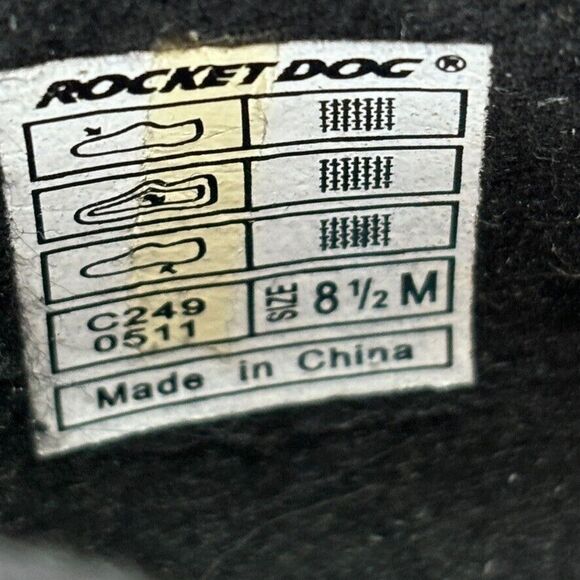 ROCKET DOG ®
C249
0511
SIZE 8 ½ M
Made in China